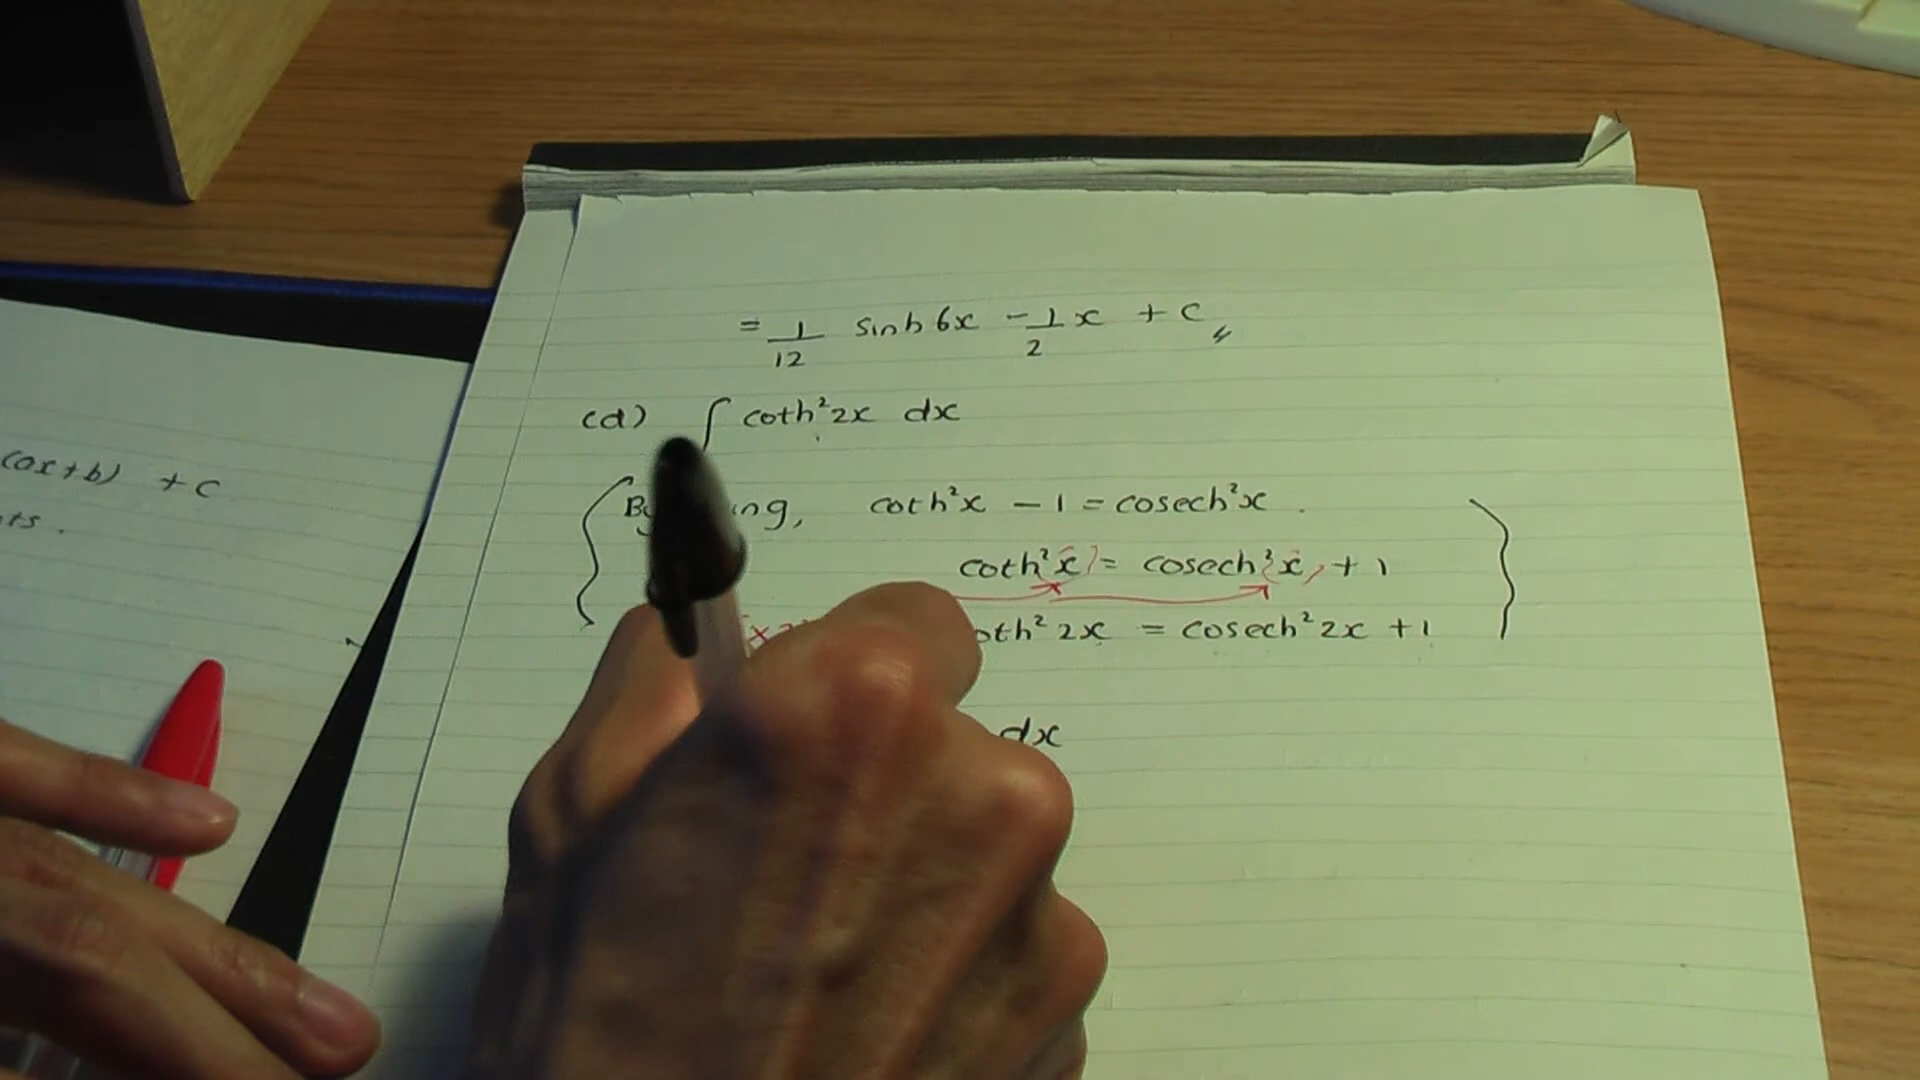 = 1/12 sinh 6x - 1/2 x + c
(d) ∫ coth²2x dx
coth²x - 1 = cosech²x.
coth²x = cosech²x + 1
oth² 2x = cosech² 2x + 1
dx
(ax+b) + c
ts.